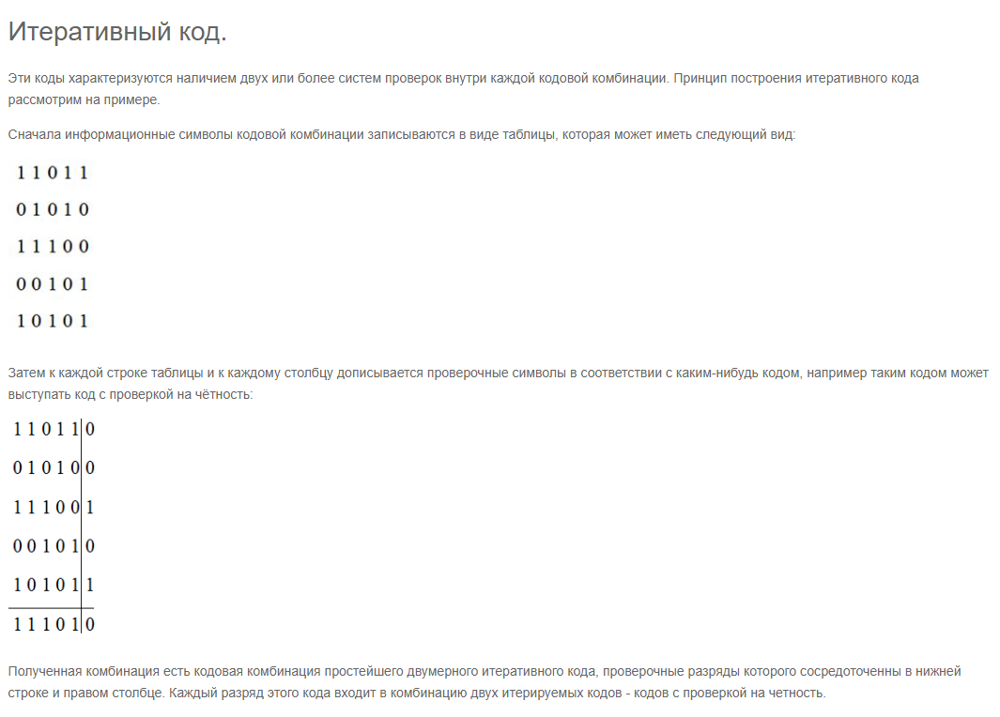 Итеративный код.
Эти коды характеризуются наличием двух или более систем проверок внутри каждой кодовой комбинации. Принцип построения итеративного кода
рассмотрим на примере.
Сначала информационные символы кодовой комбинации записываются в виде таблицы, которая может иметь следующий вид:
1 1 0 1 1
0 1 0 1 0
1 1 1 0 0
0 0 1 0 1
1 0 1 0 1
Затем к каждой строке таблицы и к каждому столбцу дописывается проверочные символы в соответствии с каким-нибудь кодом, например таким кодом может
выступать код с проверкой на чётность:
1 1 0 1 1 0
0 1 0 1 0 0
1 1 1 0 0 1
0 0 1 0 1 0
1 0 1 0 1 1
1 1 1 0 1 0
Полученная комбинация есть кодовая комбинация простейшего двумерного итеративного кода, проверочные разряды которого сосредоточенны в нижней
строке и правом столбце. Каждый разряд этого кода входит в комбинацию двух итерируемых кодов - кодов с проверкой на четность.